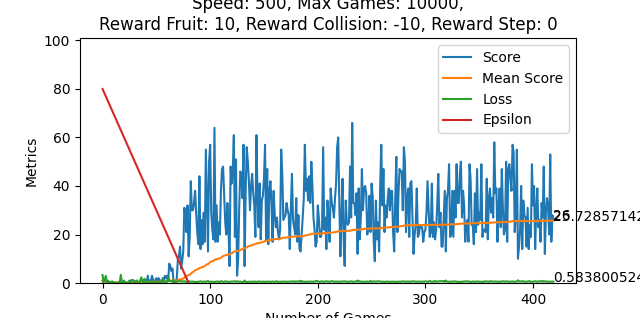 Speed: 500, Max Games: 10000,
Reward Fruit: 10, Reward Collision: -10, Reward Step: 0
100
80
60
40
20
0
Metrics
Score
Mean Score
Loss
Epsilon
0.583800524
0
100
200
300
400
Number of Games